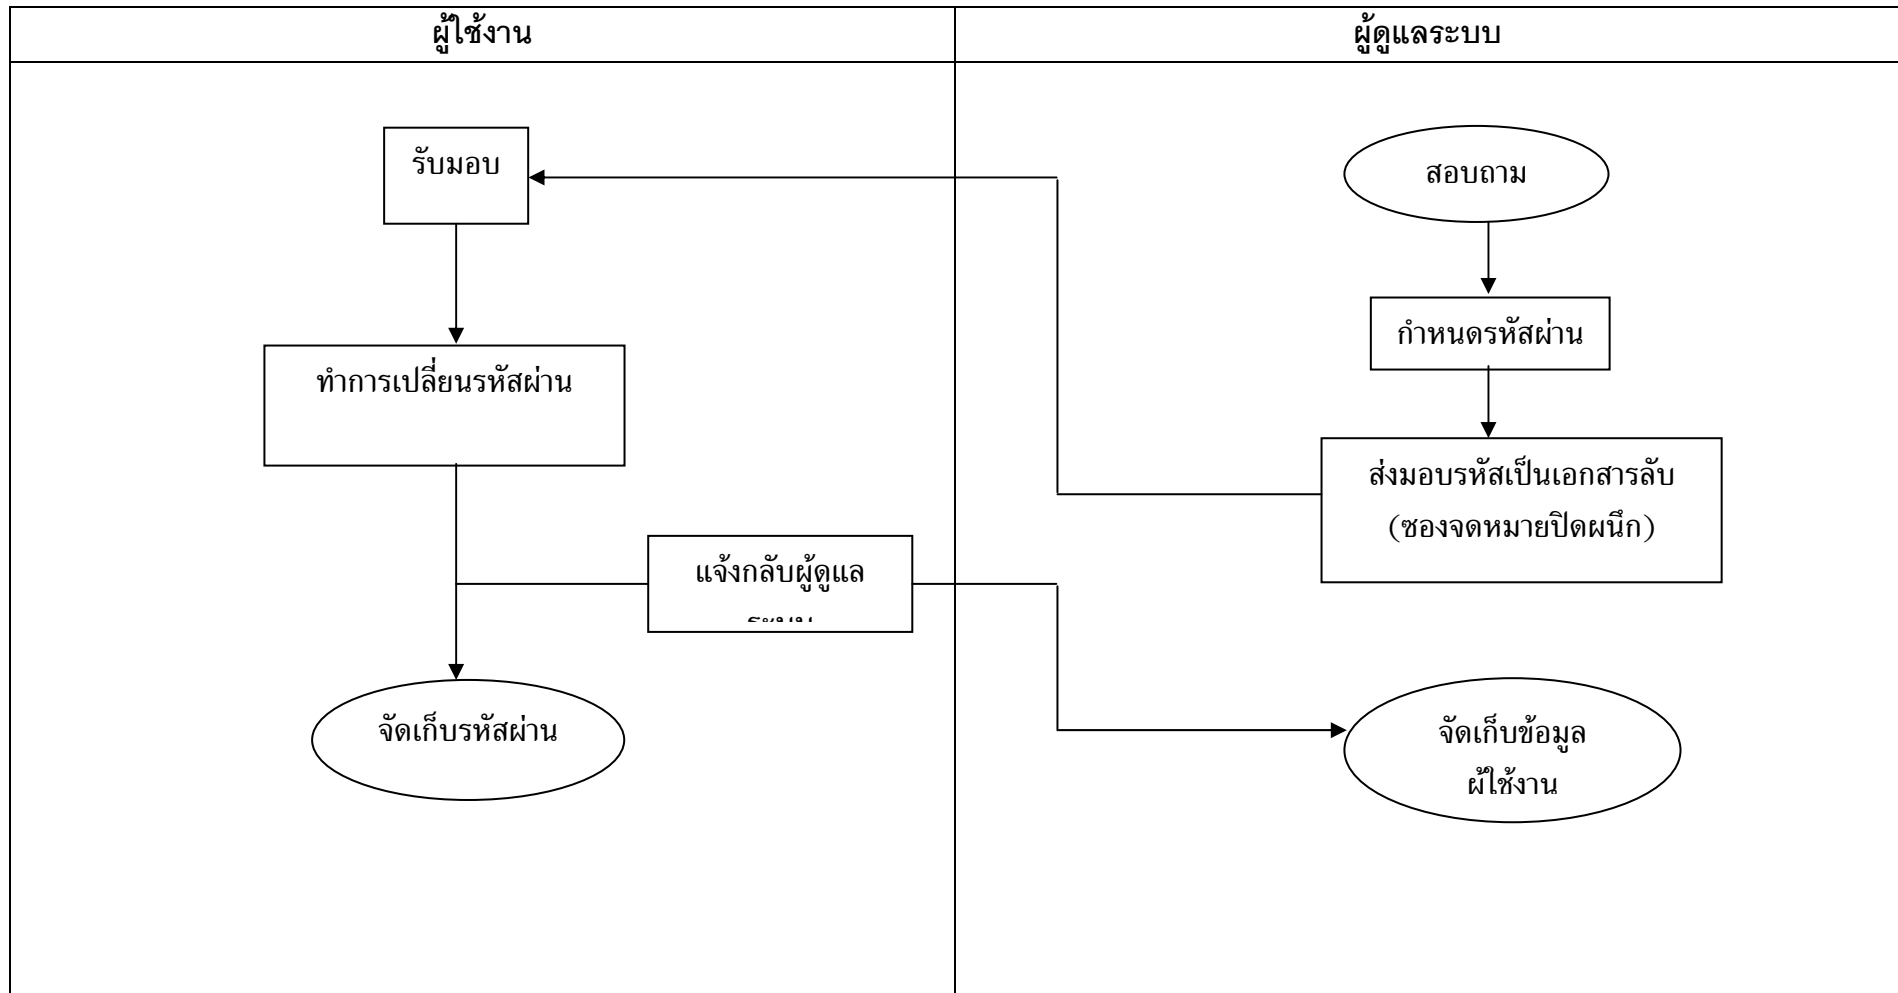 ผู้ใช้งาน
ผู้ดูแลระบบ
รับมอบ
สอบถาม
กำหนดรหัสผ่าน
ทำการเปลี่ยนรหัสผ่าน
ส่งมอบรหัสเป็นเอกสารลับ
(ซองจดหมายปิดผนึก)
แจ้งกลับผู้ดูแล
จัดเก็บรหัสผ่าน
จัดเก็บข้อมูล
ผู้ใช้งาน